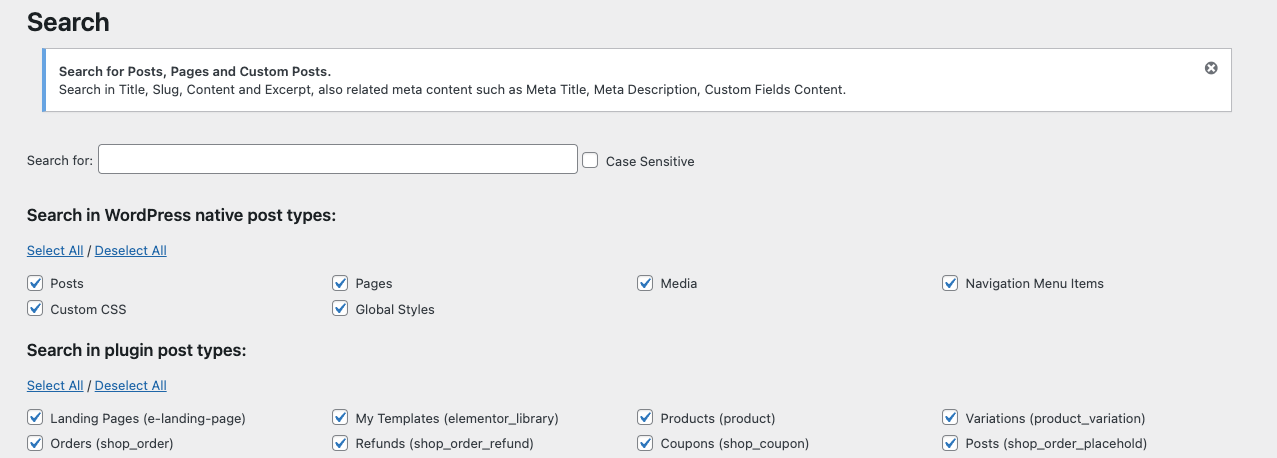 Search
Search for Posts, Pages and Custom Posts.
Search in Title, Slug, Content and Excerpt, also related meta content such as Meta Title, Meta Description, Custom Fields Content.
Search for: Case Sensitive
Search in WordPress native post types:
Select All / Deselect All
Posts Pages Media Navigation Menu Items
Custom CSS Global Styles
Search in plugin post types:
Select All / Deselect All
Landing Pages (e-landing-page) My Templates (elementor_library) Products (product) Variations (product_variation)
Orders (shop_order) Refunds (shop_order_refund) Coupons (shop_coupon) Posts (shop_order_placehold)